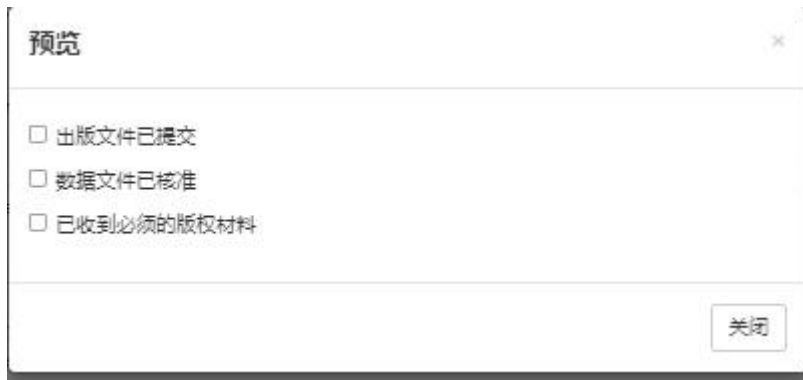 预览
×
出版文件已提交
数据文件已核准
已收到必须的版权材料
关闭